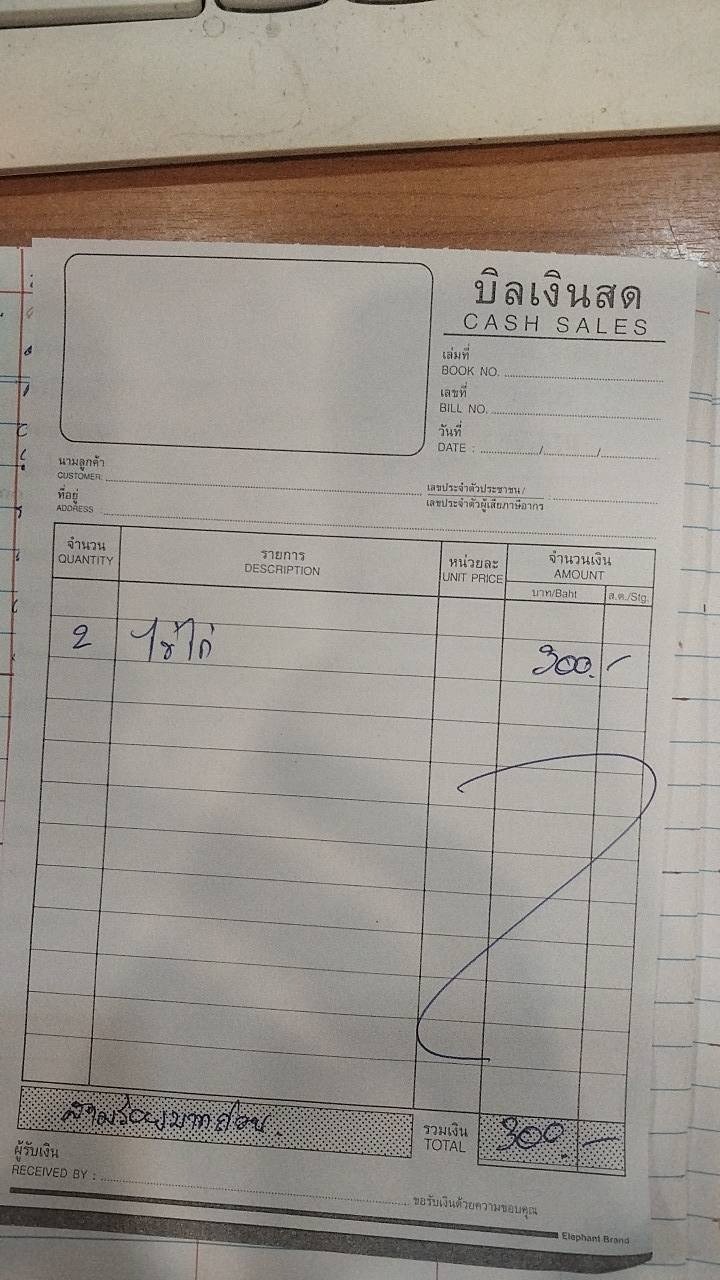 บิลเงินสด
CASH SALES
เล่มที่
BOOK NO.
เลขที่
BILL NO.
วันที่
DATE : / /
นามลูกค้า
CUSTOMER:
ที่อยู่
ADDRESS :
เลขประจำตัวประชาชน /
เลขประจำตัวผู้เสียภาษีอากร :
จำนวน รายการ หน่วยละ จำนวนเงิน
QUANTITY DESCRIPTION UNIT PRICE AMOUNT
บาท/Baht ส.ต./Stg.
2 ไข่ไก่ 300.-
สามร้อยบาทถ้วน
รวมเงิน
TOTAL 300.-
ผู้รับเงิน
RECEIVED BY :
ขอรับเงินด้วยความขอบคุณ
Elephant Brand